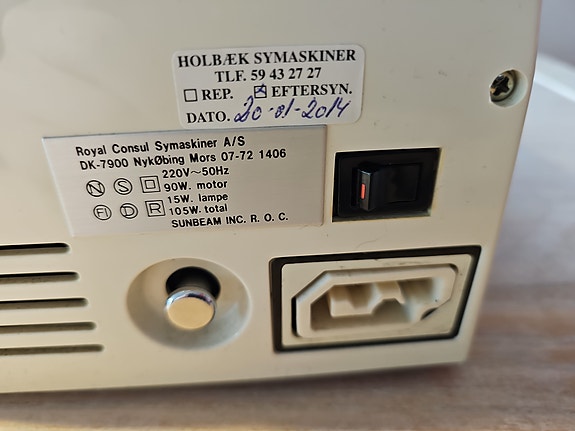 HOLBÆK SYMASKINER
TLF. 59 43 27 27
REP. EFTERSYN.
DATO. 20-01-2014
Royal Consul Symaskiner A/S
DK-7900 NykØbing Mors 07-72 1406
N S 220V~50Hz
90W. motor
15W. lampe
FI D R 105W. total
SUNBEAM INC. R. O. C.